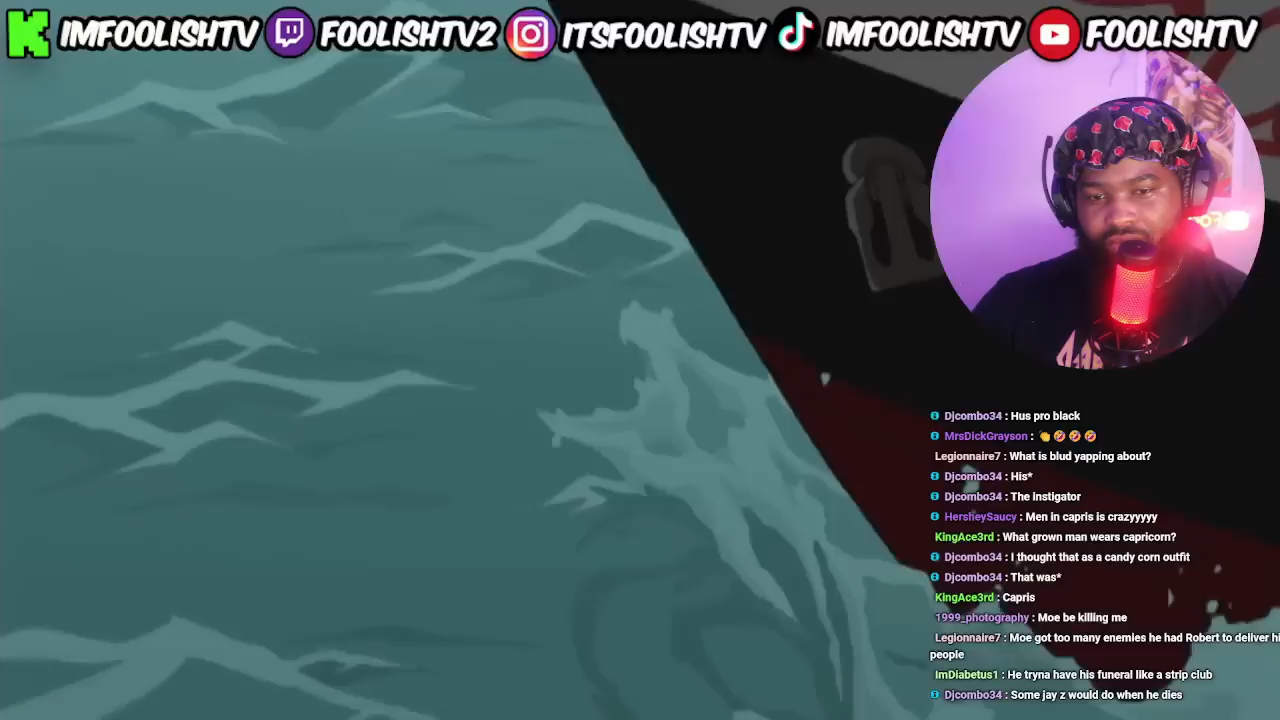 IMFOOLISHTV FOOLISHTV2 ITSFOOLISHTV IMFOOLISHTV FOOLISHTV
Djcombo34 : Hus pro black
MrsDickGrayson : 👏🤣🤣🤣
Legionnaire7 : What is blud yapping about?
Djcombo34 : His*
Djcombo34 : The instigator
HersheySaucy : Men in capris is crazyyyyy
KingAce3rd : What grown man wears capricorn?
Djcombo34 : I thought that as a candy corn outfit
Djcombo34 : That was*
KingAce3rd : Capris
1999_photography : Moe be killing me
Legionnaire7 : Moe got too many enemies he had Robert to deliver hi
people
ImDiabetus1 : He tryna have his funeral like a strip club
Djcombo34 : Some jay z would do when he dies